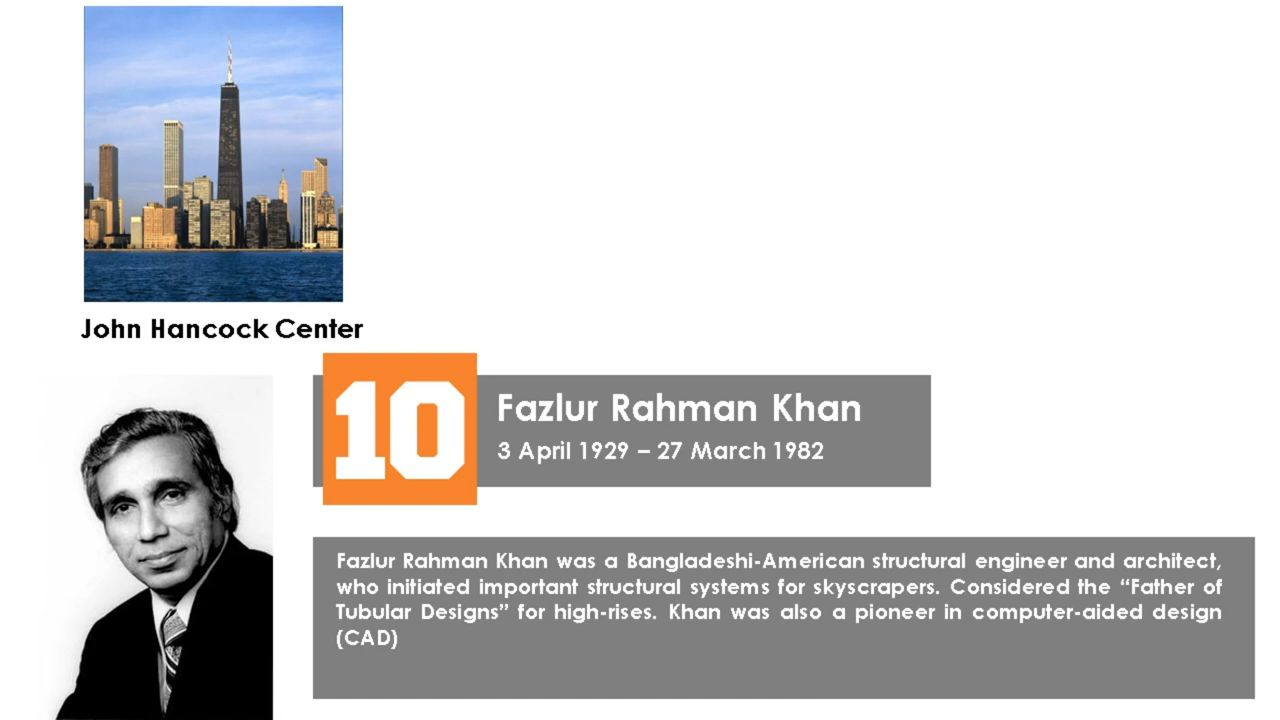 John Hancock Center
10
Fazlur Rahman Khan
3 April 1929 – 27 March 1982
Fazlur Rahman Khan was a Bangladeshi-American structural engineer and architect,
who initiated important structural systems for skyscrapers. Considered the “Father of
Tubular Designs” for high-rises. Khan was also a pioneer in computer-aided design
(CAD)